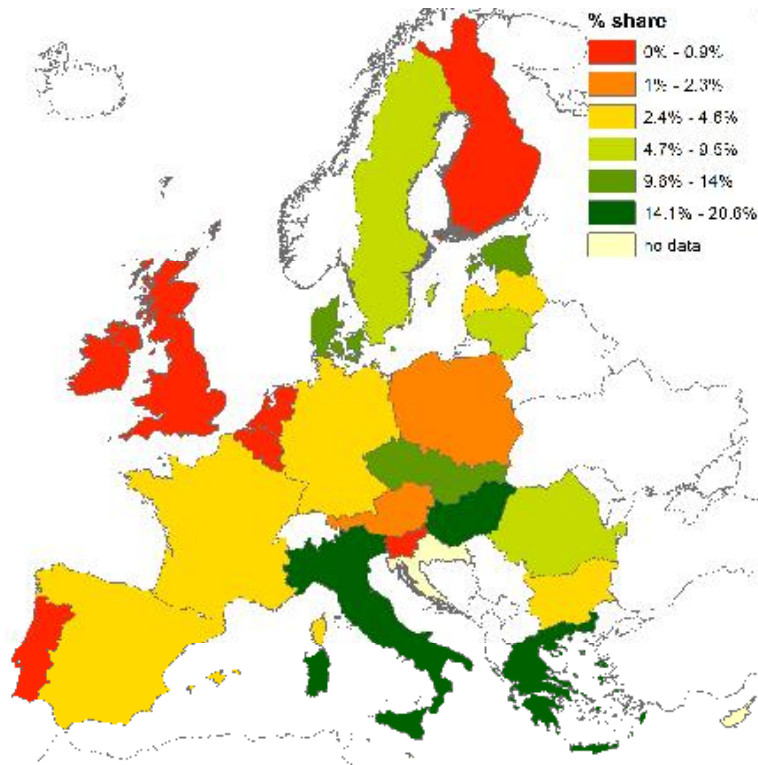 % share
0% - 0.9%
1% - 2.3%
2.4% - 4.6%
4.7% - 9.5%
9.6% - 14%
14.1% - 20.6%
no data